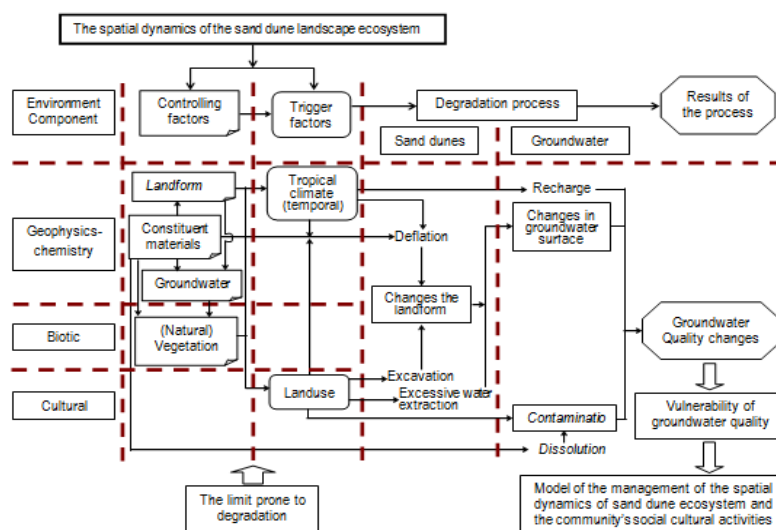 The spatial dynamics of the sand dune landscape ecosystem
Environment
Component
Controlling
factors
Trigger
factors
Degradation process
Results of
the process
Sand dunes
Groundwater
Geophysics-
chemistry
Landform
Constituent
materials
Groundwater
Tropical
climate
(temporal)
Deflation
Changes the
landform
Recharge
Changes in
groundwater
surface
Biotic
(Natural)
Vegetation
Groundwater
Quality changes
Cultural
Landuse
Excavation
Excessive water
extraction
Contaminatio
Dissolution
Vulnerability of
groundwater quality
The limit prone to
degradation
Model of the management of the spatial
dynamics of sand dune ecosystem and
the community's social cultural activities